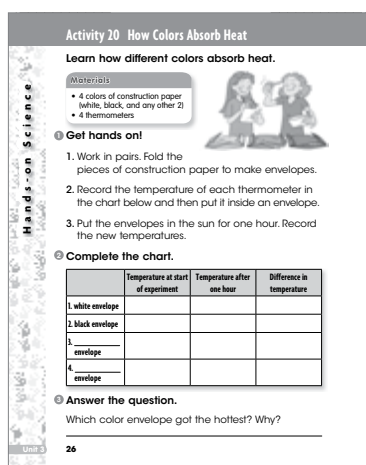 Activity 20 How Colors Absorb Heat
Learn how different colors absorb heat.
Materials
• 4 colors of construction paper
(white, black, and any other 2)
• 4 thermometers
Hands-on Science
1 Get hands on!
1. Work in pairs. Fold the
pieces of construction paper to make envelopes.
2. Record the temperature of each thermometer in
the chart below and then put it inside an envelope.
3. Put the envelopes in the sun for one hour. Record
the new temperatures.
2 Complete the chart.
Temperature at start
of experiment
Temperature after
one hour
Difference in
temperature
1. white envelope
2. black envelope
3. ________
envelope
4. ________
envelope
3 Answer the question.
Which color envelope got the hottest? Why?
Unit 3
26